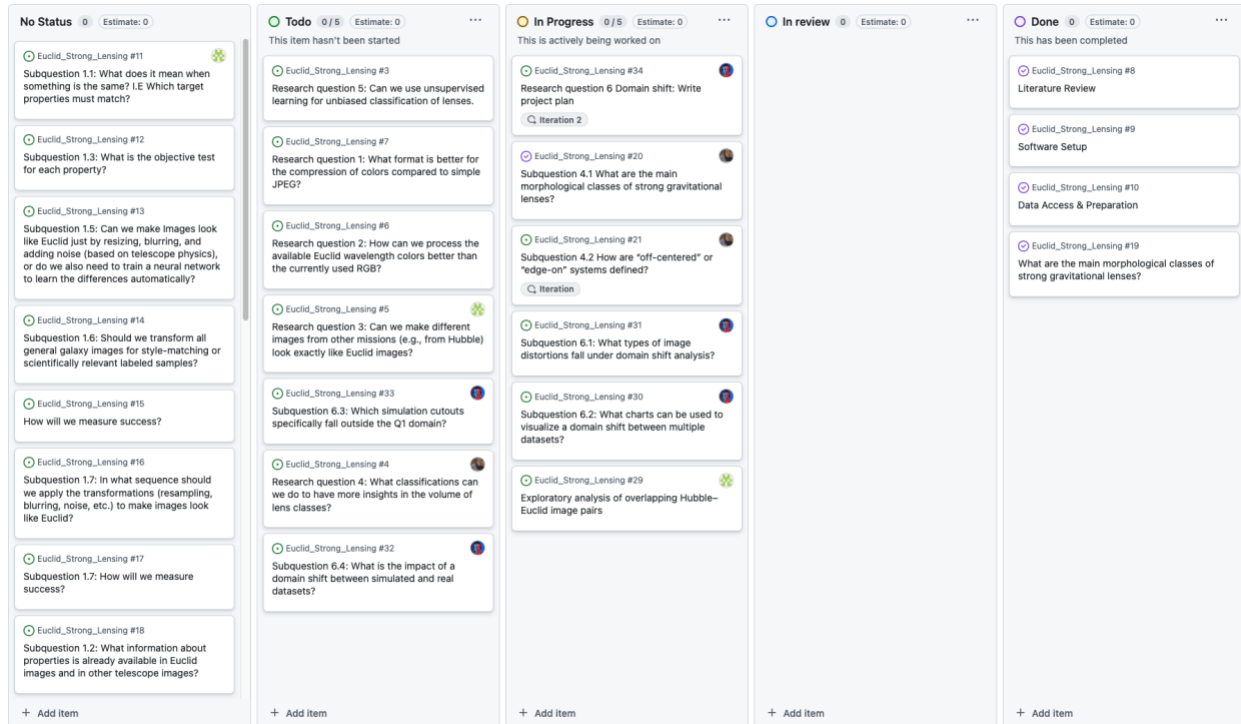 No Status 0 Estimate: 0
Euclid_Strong_Lensing #11
Subquestion 1.1: What does it mean when
something is the same? I.E Which target
properties must match?
Euclid_Strong_Lensing #12
Subquestion 1.3: What is the objective test
for each property?
Euclid_Strong_Lensing #13
Subquestion 1.5: Can we make Images look
like Euclid just by resizing, blurring, and
adding noise (based on telescope physics),
or do we also need to train a neural network
to learn the differences automatically?
Euclid_Strong_Lensing #14
Subquestion 1.6: Should we transform all
general galaxy images for style-matching or
scientifically relevant labeled samples?
Euclid_Strong_Lensing #15
How will we measure success?
Euclid_Strong_Lensing #16
Subquestion 1.7: In what sequence should
we apply the transformations (resampling,
blurring, noise, etc.) to make images look
like Euclid?
Euclid_Strong_Lensing #17
Subquestion 1.7: How will we measure
success?
Euclid_Strong_Lensing #18
Subquestion 1.2: What information about
properties is already available in Euclid
images and in other telescope images?
+ Add item
Todo 0 / 5 Estimate: 0
This item hasn't been started
Euclid_Strong_Lensing #3
Research question 5: Can we use unsupervised
learning for unbiased classification of lenses.
Euclid_Strong_Lensing #7
Research question 1: What format is better for
the compression of colors compared to simple
JPEG?
Euclid_Strong_Lensing #6
Research question 2: How can we process the
available Euclid wavelength colors better than
the currently used RGB?
Euclid_Strong_Lensing #5
Research question 3: Can we make different
images from other missions (e.g., from Hubble)
look exactly like Euclid images?
Euclid_Strong_Lensing #33
Subquestion 6.3: Which simulation cutouts
specifically fall outside the Q1 domain?
Euclid_Strong_Lensing #4
Research question 4: What classifications can
we do to have more insights in the volume of
lens classes?
Euclid_Strong_Lensing #32
Subquestion 6.4: What is the impact of a
domain shift between simulated and real
datasets?
+ Add item
In Progress 0 / 5 Estimate: 0
This is actively being worked on
Euclid_Strong_Lensing #34
Research question 6 Domain shift: Write
project plan
Iteration 2
Euclid_Strong_Lensing #20
Subquestion 4.1 What are the main
morphological classes of strong gravitational
lenses?
Euclid_Strong_Lensing #21
Subquestion 4.2 How are "off-centered" or
"edge-on" systems defined?
Iteration
Euclid_Strong_Lensing #31
Subquestion 6.1: What types of image
distortions fall under domain shift analysis?
Euclid_Strong_Lensing #30
Subquestion 6.2: What charts can be used to
visualize a domain shift between multiple
datasets?
Euclid_Strong_Lensing #29
Exploratory analysis of overlapping Hubble–
Euclid image pairs
+ Add item
In review 0 Estimate: 0
+ Add item
Done 0 Estimate: 0
This has been completed
Euclid_Strong_Lensing #8
Literature Review
Euclid_Strong_Lensing #9
Software Setup
Euclid_Strong_Lensing #10
Data Access & Preparation
Euclid_Strong_Lensing #19
What are the main morphological classes of
strong gravitational lenses?
+ Add item